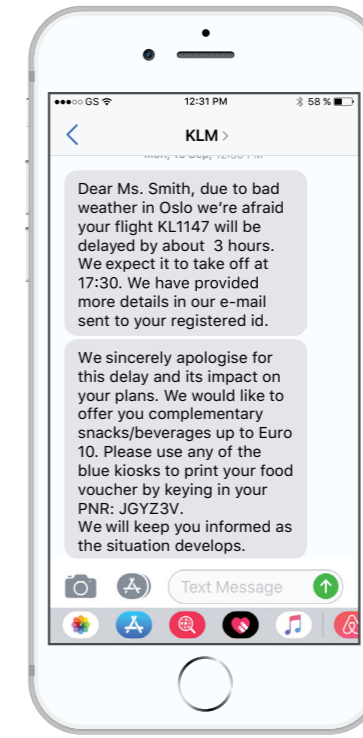 GS 12:31 PM 58 %
KLM >
Dear Ms. Smith, due to bad
weather in Oslo we're afraid
your flight KL1147 will be
delayed by about 3 hours.
We expect it to take off at
17:30. We have provided
more details in our e-mail
sent to your registered id.
We sincerely apologise for
this delay and its impact on
your plans. We would like to
offer you complementary
snacks/beverages up to Euro
10. Please use any of the
blue kiosks to print your food
voucher by keying in your
PNR: JGYZ3V.
We will keep you informed as
the situation develops.
Text Message